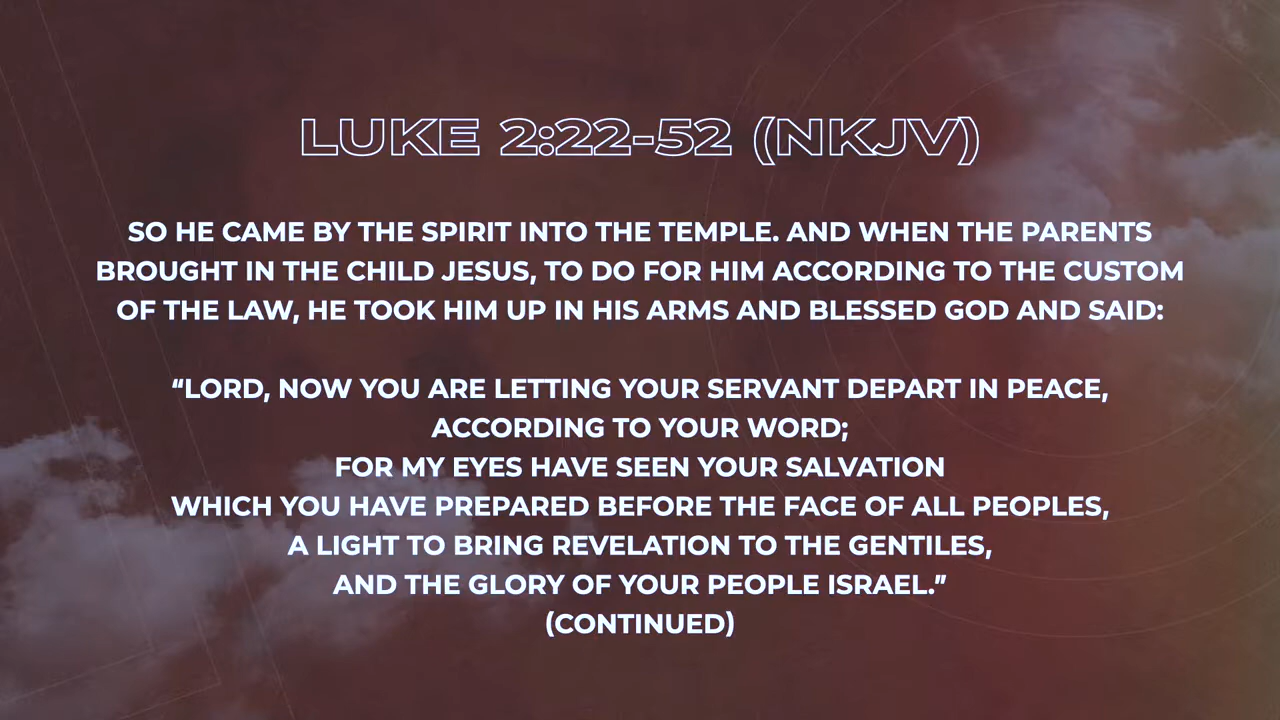 LUKE 2:22-52 (NKJV)
SO HE CAME BY THE SPIRIT INTO THE TEMPLE. AND WHEN THE PARENTS
BROUGHT IN THE CHILD JESUS, TO DO FOR HIM ACCORDING TO THE CUSTOM
OF THE LAW, HE TOOK HIM UP IN HIS ARMS AND BLESSED GOD AND SAID:
“LORD, NOW YOU ARE LETTING YOUR SERVANT DEPART IN PEACE,
ACCORDING TO YOUR WORD;
FOR MY EYES HAVE SEEN YOUR SALVATION
WHICH YOU HAVE PREPARED BEFORE THE FACE OF ALL PEOPLES,
A LIGHT TO BRING REVELATION TO THE GENTILES,
AND THE GLORY OF YOUR PEOPLE ISRAEL.”
(CONTINUED)